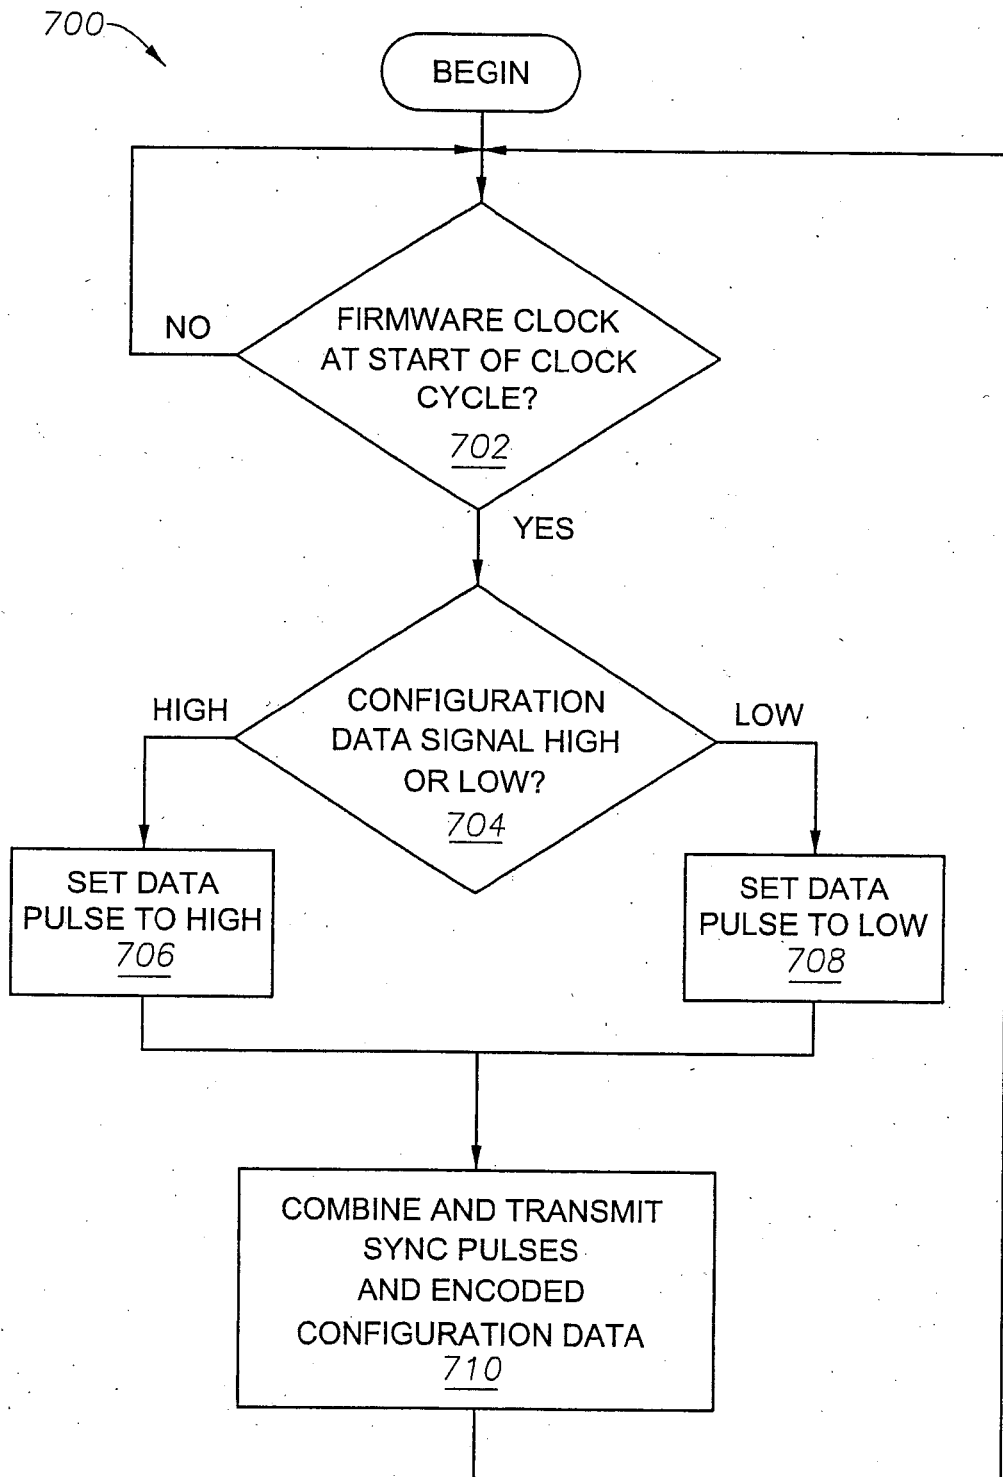 700
BEGIN
NO
FIRMWARE CLOCK
AT START OF CLOCK
CYCLE?
702
YES
HIGH
CONFIGURATION
DATA SIGNAL HIGH
OR LOW?
704
LOW
SET DATA
PULSE TO HIGH
706
SET DATA
PULSE TO LOW
708
COMBINE AND TRANSMIT
SYNC PULSES
AND ENCODED
CONFIGURATION DATA
710